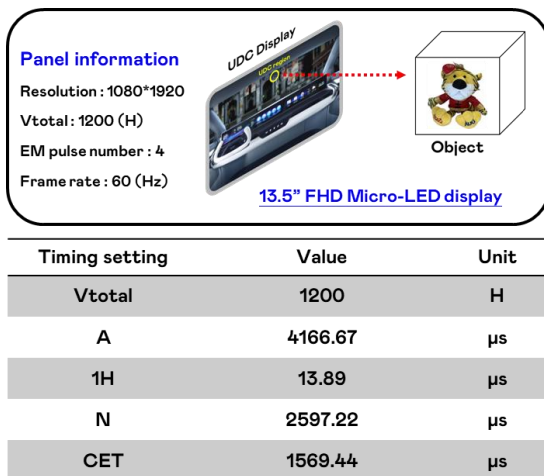 Panel information
Resolution : 1080*1920
Vtotal : 1200 (H)
EM pulse number : 4
Frame rate : 60 (Hz)
UDC Display
UDC region
Object
13.5” FHD Micro-LED display
Timing setting Value Unit
Vtotal 1200 H
A 4166.67 μs
1H 13.89 μs
N 2597.22 μs
CET 1569.44 μs